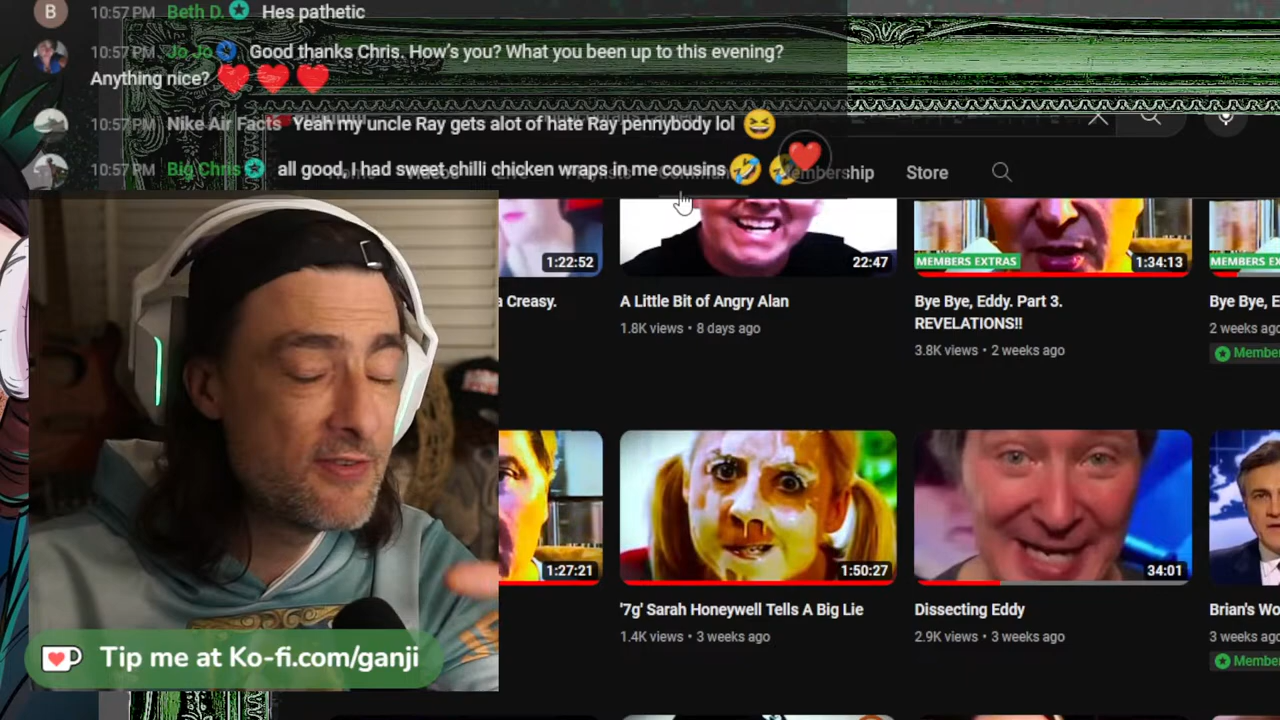 B 10:57 PM Beth D. Hes pathetic
10:57 PM Jo Jo Good thanks Chris. How's you? What you been up to this evening?
Anything nice? ❤️ ❤️ ❤️
10:57 PM Nike Air Facts Yeah my uncle Ray gets alot of hate Ray pennybody lol 😆
10:57 PM Big Chris all good, I had sweet chilli chicken wraps in me cousins 🤣 🤣
Membership Store
1:22:52
22:47
MEMBERS EXTRAS
1:34:13
MEMBERS EX
a Creasy.
A Little Bit of Angry Alan
Bye Bye, Eddy. Part 3.
REVELATIONS!!
Bye Bye, E
1.8K views • 8 days ago
3.8K views • 2 weeks ago
2 weeks ago
Membe
1:27:21
1:50:27
34:01
'7g' Sarah Honeywell Tells A Big Lie
Dissecting Eddy
Brian's Wo
1.4K views • 3 weeks ago
2.9K views • 3 weeks ago
3 weeks ago
Membe
Tip me at Ko-fi.com/ganji